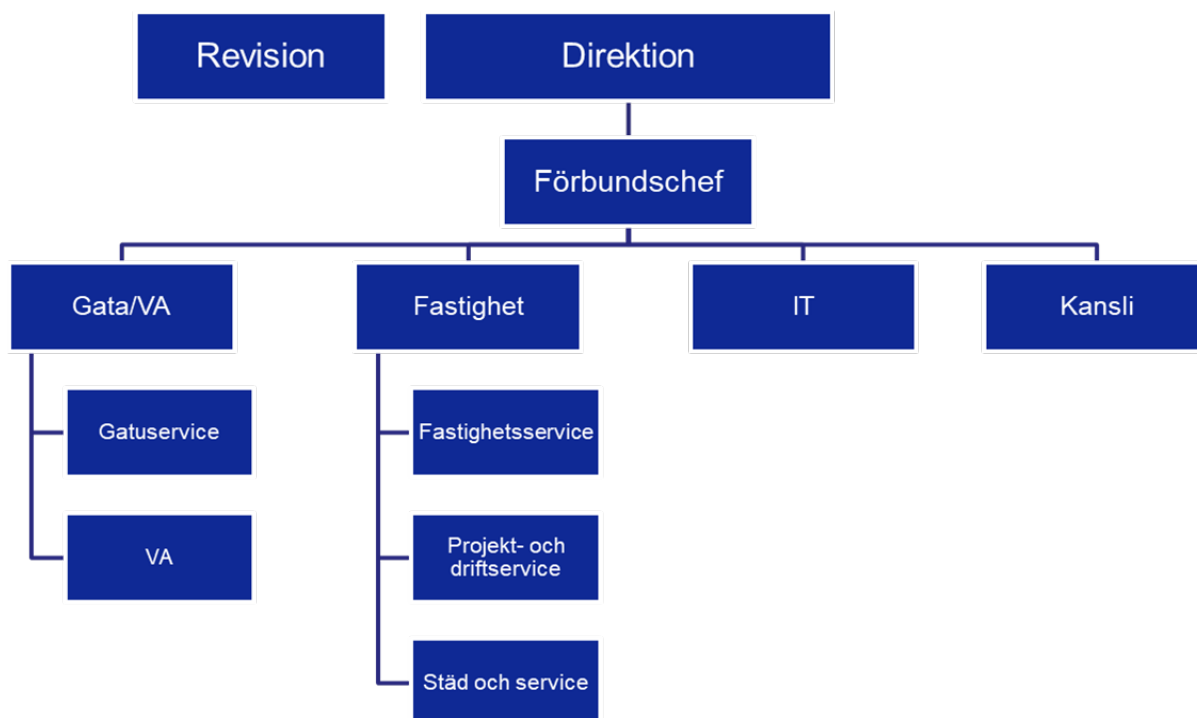 Revision
Direktion
Förbundschef
Gata/VA
Fastighet
IT
Kansli
Gatuservice
Fastighetsservice
VA
Projekt- och
driftservice
Städ och service